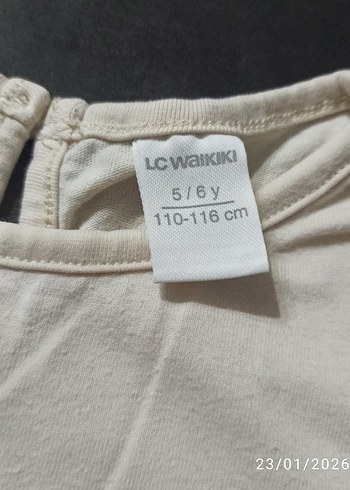 LC WAIKIKI
5/6 y
110-116 cm
23/01/2026